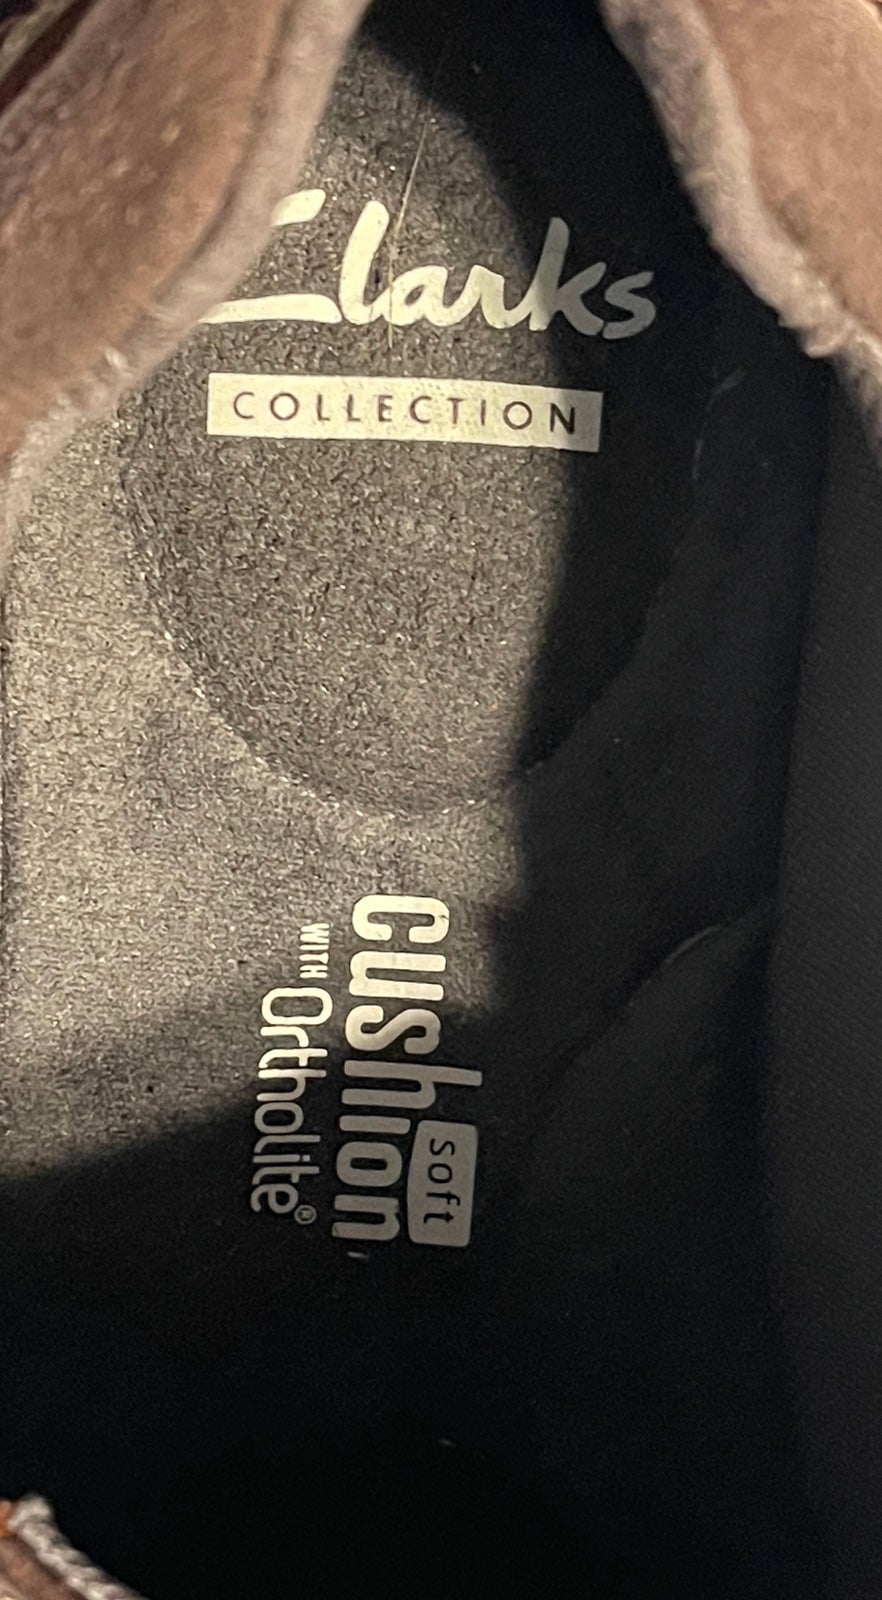 Clarks
COLLECTION
soft
cushion
WITH
Ortholite®